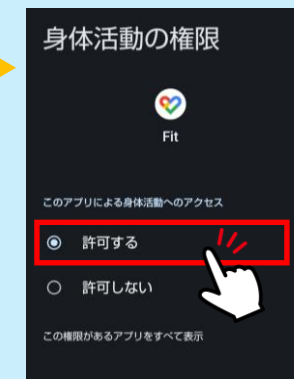 身体活動の権限
Fit
このアプリによる身体活動へのアクセス
許可する
許可しない
この権限があるアプリをすべて表示